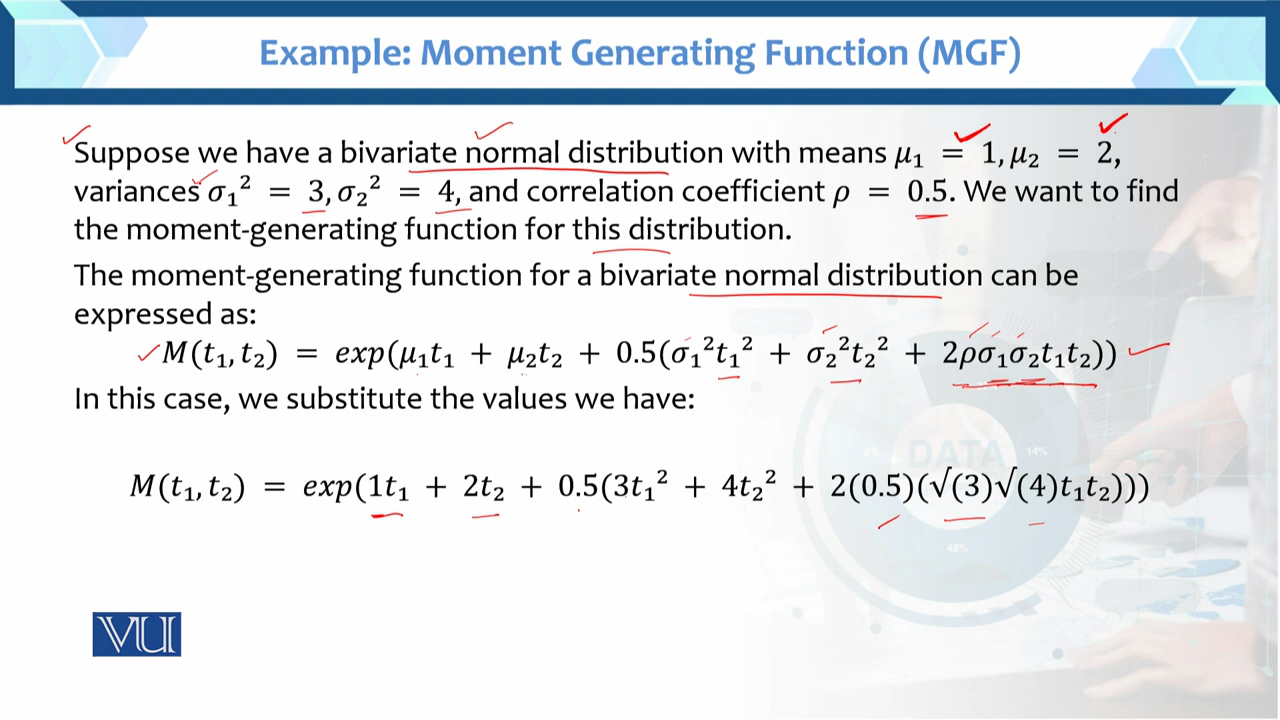 Example: Moment Generating Function (MGF)
Suppose we have a bivariate normal distribution with means μ₁ = 1, μ₂ = 2,
variances σ₁² = 3, σ₂² = 4, and correlation coefficient ρ = 0.5. We want to find
the moment-generating function for this distribution.
The moment-generating function for a bivariate normal distribution can be
expressed as:
M(t₁, t₂) = exp(μ₁t₁ + μ₂t₂ + 0.5(σ₁²t₁² + σ₂²t₂² + 2ρσ₁σ₂t₁t₂))
In this case, we substitute the values we have:
DATA
14%
M(t₁, t₂) = exp(1t₁ + 2t₂ + 0.5(3t₁² + 4t₂² + 2(0.5)(√(3)√(4)t₁t₂)))
48%
VU